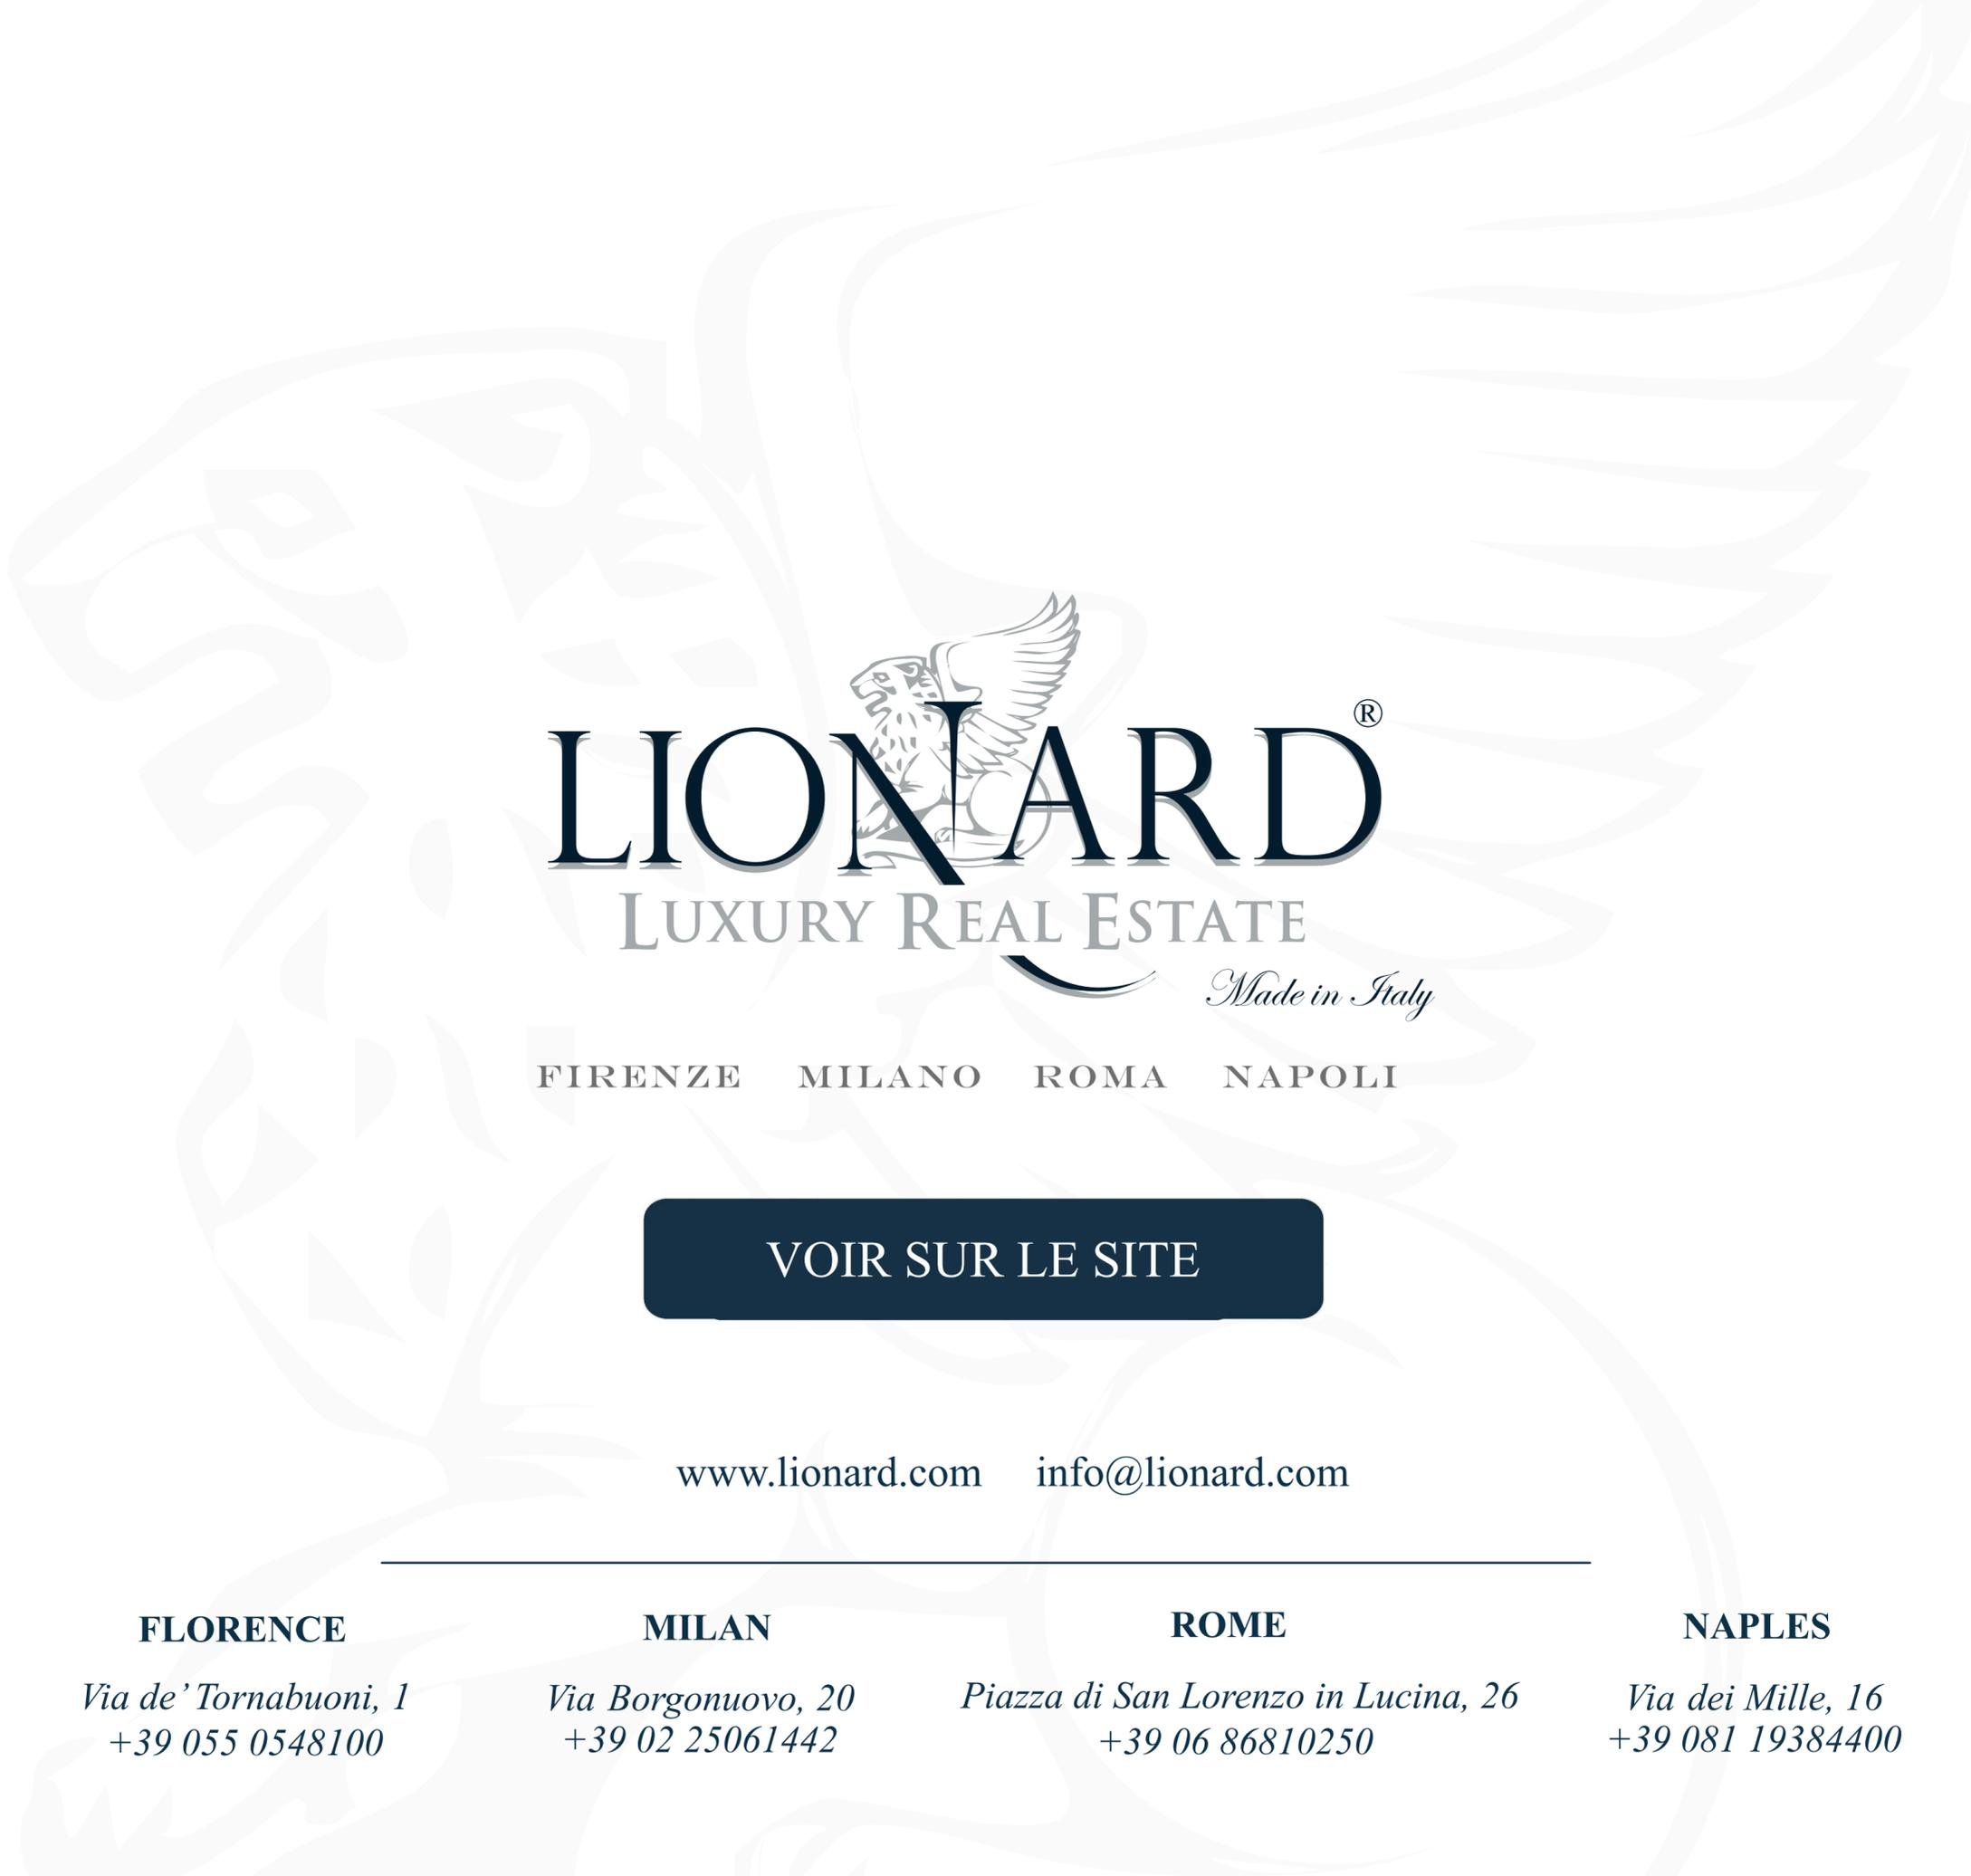 LIONARD®
LUXURY REAL ESTATE
Made in Italy
FIRENZE MILANO ROMA NAPOLI
VOIR SUR LE SITE
www.lionard.com info@lionard.com
FLORENCE
Via de’ Tornabuoni, 1
+39 055 0548100
MILAN
Via Borgonuovo, 20
+39 02 25061442
ROME
Piazza di San Lorenzo in Lucina, 26
+39 06 86810250
NAPLES
Via dei Mille, 16
+39 081 19384400